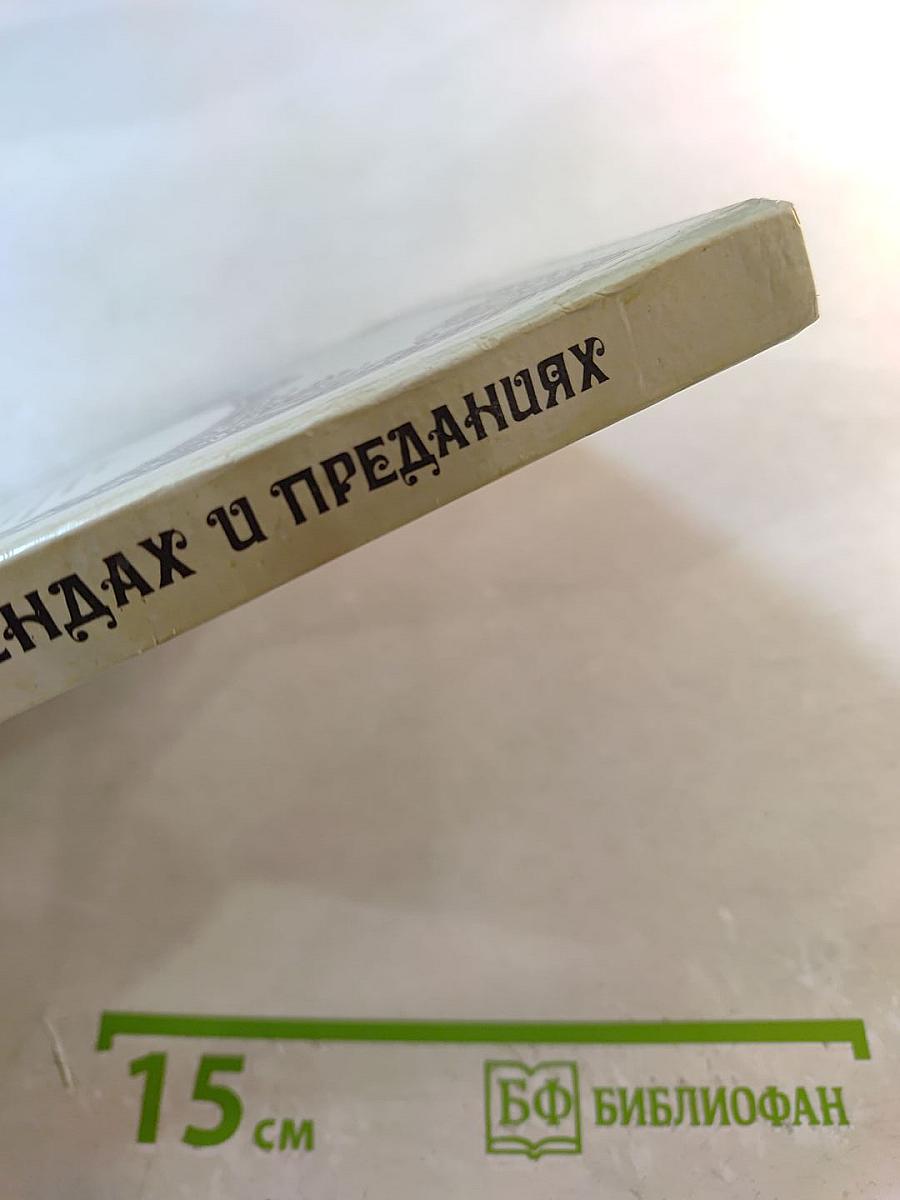 ЕНДАХ И ПРЕДАНИЯХ
15 см
БФ БИБЛИОФАН